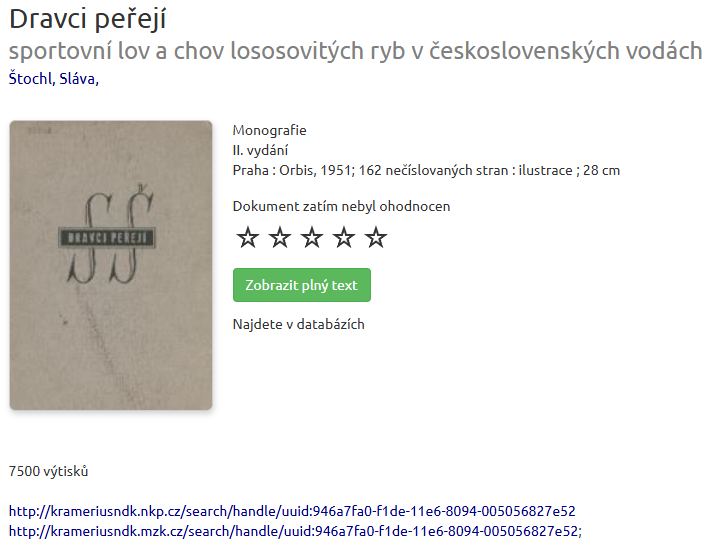 Dravci peřejí
sportovní lov a chov lososovitých ryb v československých vodách
Štochl, Sláva,
SŠ
DRAVCI PEŘEJÍ
Monografie
II. vydání
Praha : Orbis, 1951; 162 nečíslovaných stran : ilustrace ; 28 cm
Dokument zatím nebyl ohodnocen
Zobrazit plný text
Najdete v databázích
7500 výtisků
http://krameriusndk.nkp.cz/search/handle/uuid:946a7fa0-f1de-11e6-8094-005056827e52
http://krameriusndk.mzk.cz/search/handle/uuid:946a7fa0-f1de-11e6-8094-005056827e52;